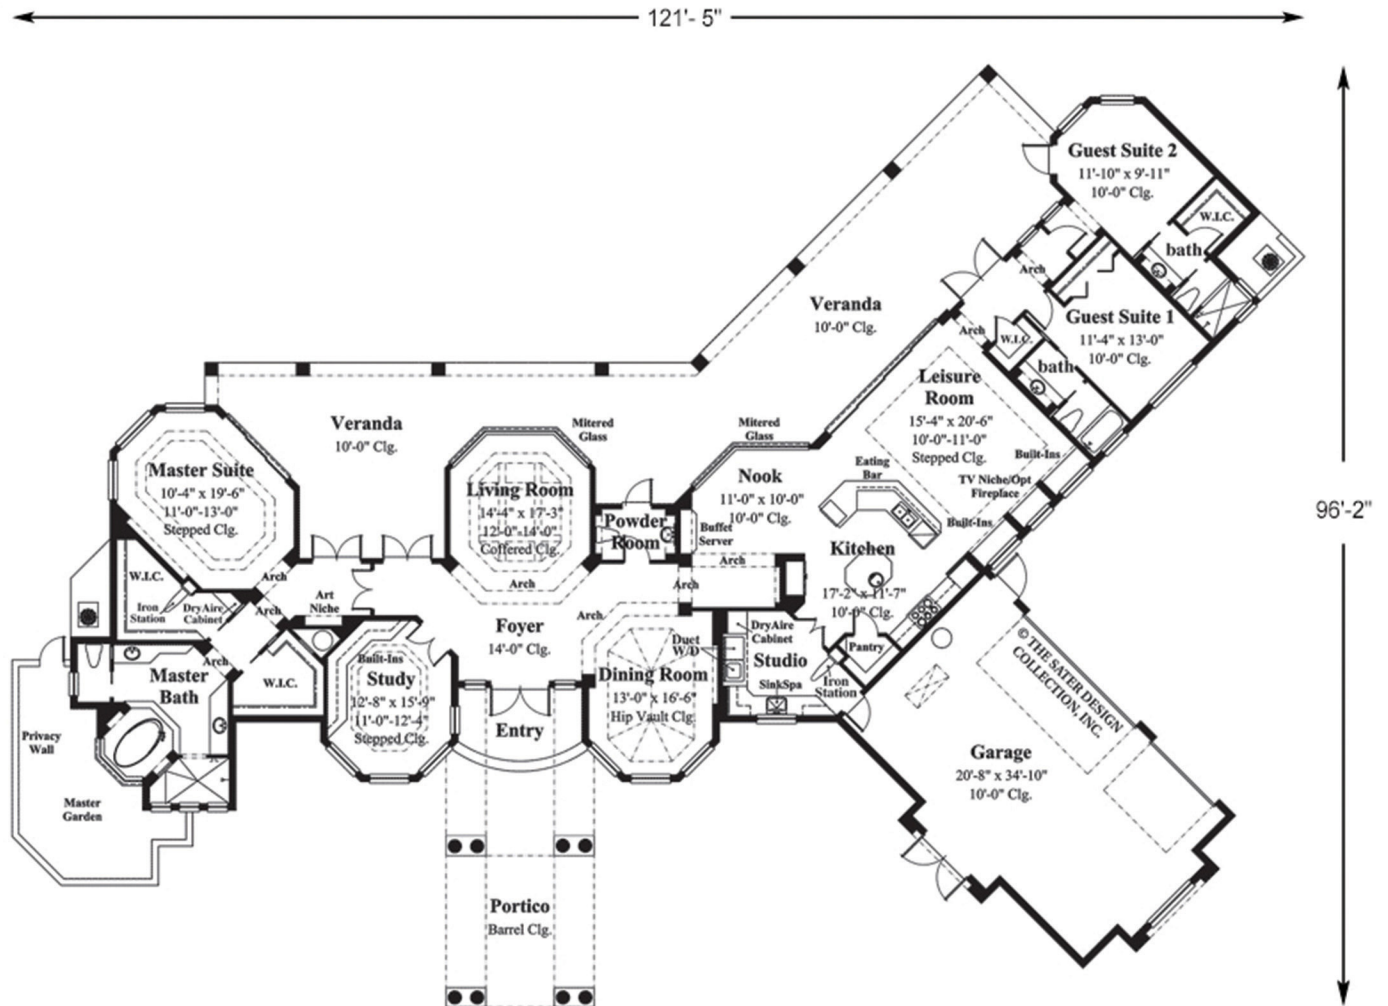 121'- 5"
96'-2"
Guest Suite 2
11'-10" x 9'-11"
10'-0" Clg.
W.I.C.
bath
Arch
Veranda
10'-0" Clg.
Guest Suite 1
11'-4" x 13'-0"
10'-0" Clg.
Arch
W.I.C.
bath
Leisure
Room
15'-4" x 20'-6"
10'-0"-11'-0"
Stepped Clg.
Built-Ins
TV Niche/Opt
Fireplace
Built-Ins
Veranda
10'-0" Clg.
Mitered
Glass
Mitered
Glass
Master Suite
10'-4" x 19'-6"
11'-0"-13'-0"
Stepped Clg.
Living Room
14'-4" x 17'-3"
12'-0"-14'-0"
Coffered Clg.
Powder
Room
Nook
11'-0" x 10'-0"
10'-0" Clg.
Buffet
Server
Eating
Bar
Kitchen
17'-2" x 11'-7"
10'-0" Clg.
Arch
Arch
Arch
Arch
W.I.C.
Iron
Station
DryAire
Cabinet
Arch
Arch
Art
Niche
Foyer
14'-0" Clg.
Arch
Master
Bath
W.I.C.
Built-Ins
Study
12'-8" x 15'-9"
11'-0"-12'-4"
Stepped Clg.
Entry
Dining Room
13'-0" x 16'-6"
Hip Vault Clg.
Duet
W/D
DryAire
Cabinet
Studio
SinkSpa
Iron
Station
Pantry
© THE SATER DESIGN
COLLECTION, INC.
Garage
20'-8" x 34'-10"
10'-0" Clg.
Privacy
Wall
Master
Garden
Portico
Barrel Clg.